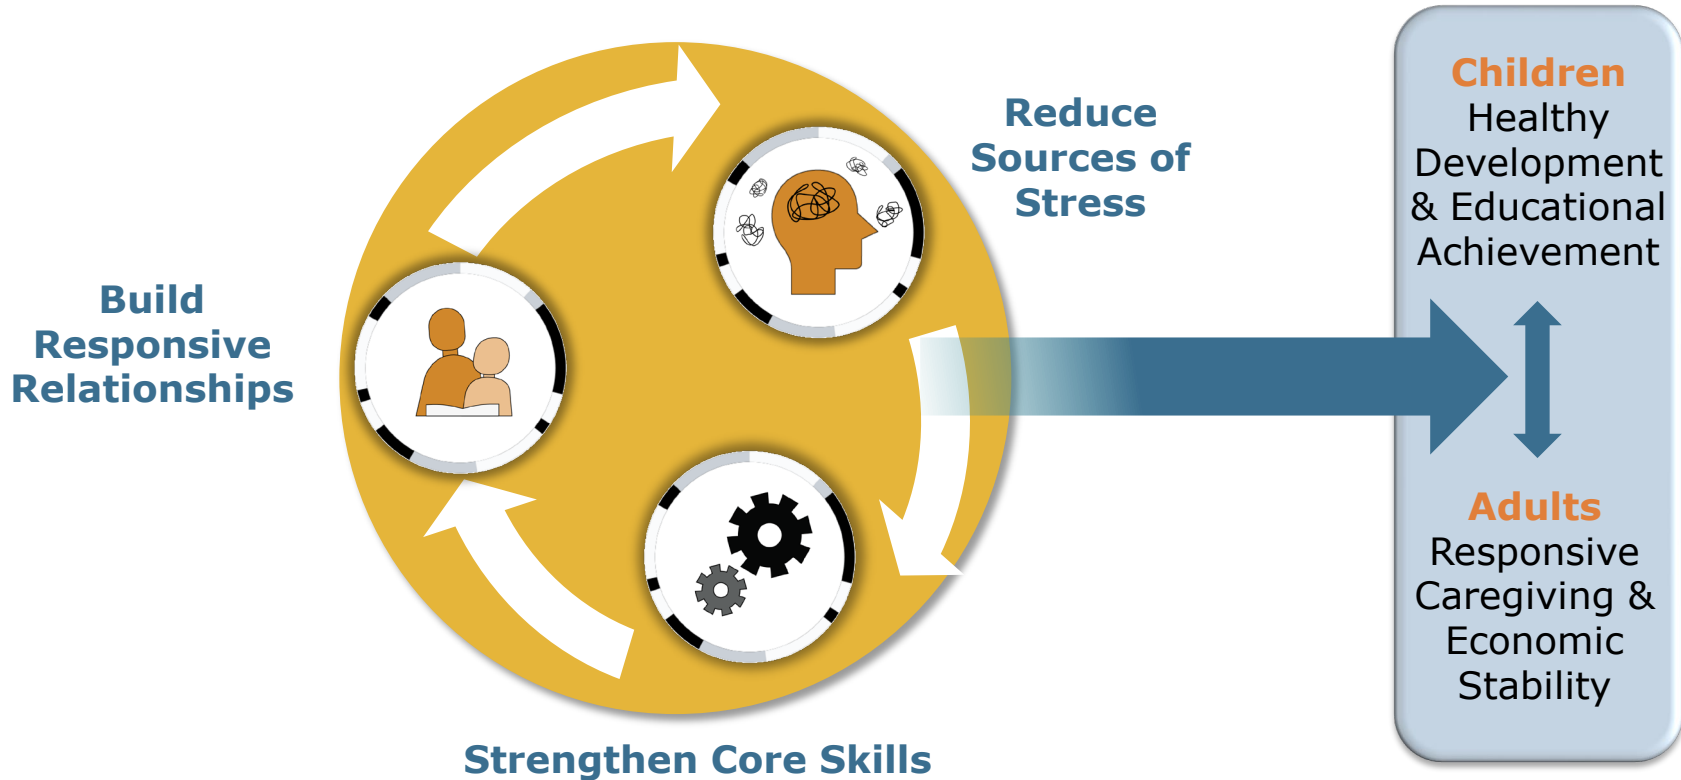 Build
Responsive
Relationships
Reduce
Sources of
Stress
Strengthen Core Skills
Children
Healthy
Development
& Educational
Achievement
Adults
Responsive
Caregiving &
Economic
Stability